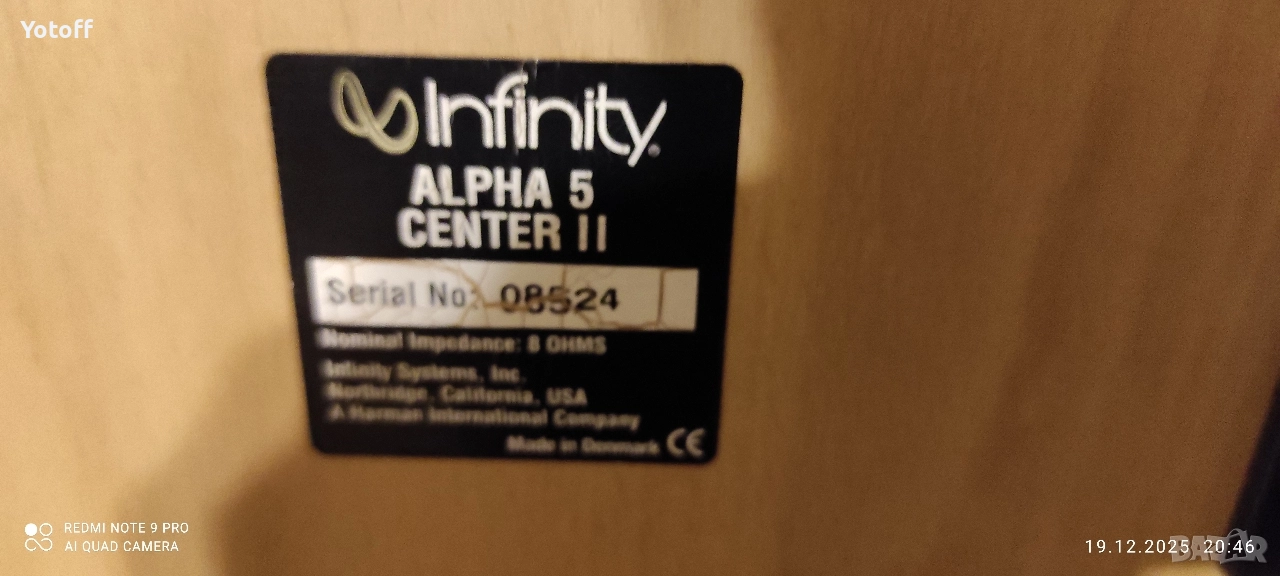 Yotoff
Infinity
ALPHA 5
CENTER II
Serial No: 08524
Nominal Impedance: 8 OHMS
Infinity Systems, Inc.
Northridge, California, USA
A Harman International Company
Made in Denmark CE
REDMI NOTE 9 PRO
AI QUAD CAMERA
19.12.2025 20:46
BAZAR